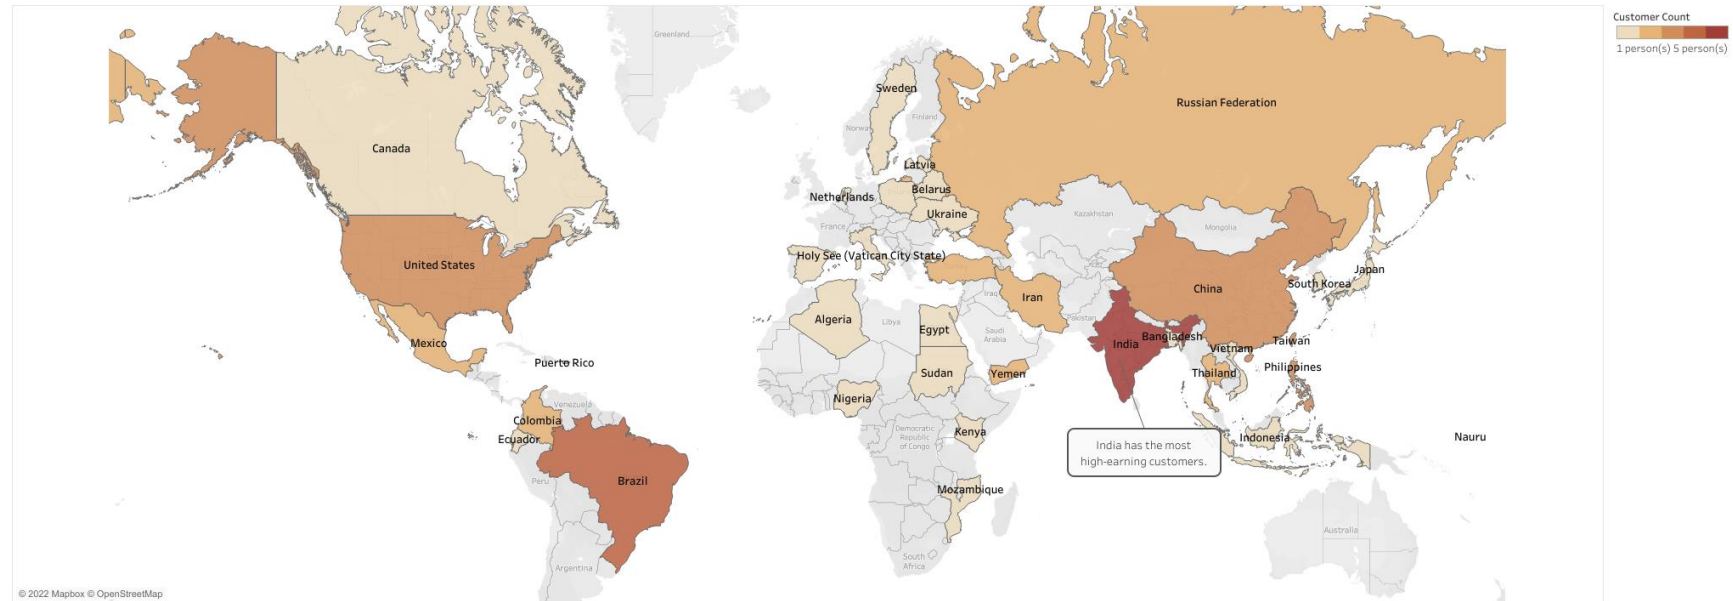 Customer Count
1 person(s) 5 person(s)
Greenland
Sweden
Finland
Norway
Russian Federation
Canada
Latvia
Belarus
Netherlands
Ukraine
France
Kazakhstan
Mongolia
Holy See (Vatican City State)
United States
Japan
South Korea
China
Iran
Iraq
Algeria
Libya
Egypt
Saudi
Arabia
Pakistan
India
Bangladesh
Vietnam
Taiwan
Mexico
Puerto Rico
Sudan
Yemen
Thailand
Philippines
Nigeria
Venezuela
Colombia
Ecuador
Democratic
Republic
of Congo
Kenya
India has the most
high-earning customers.
Indonesia
Nauru
Peru
Brazil
Mozambique
Australia
South
Africa
Argentina
© 2022 Mapbox © OpenStreetMap